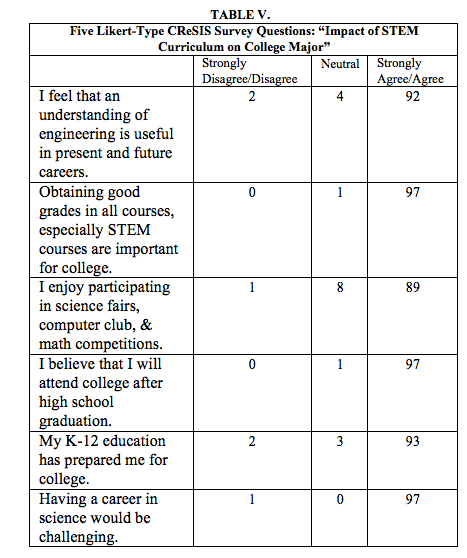 TABLE V.
Five Likert-Type CReSIS Survey Questions: “Impact of STEM
Curriculum on College Major”
Strongly Disagree/Disagree Neutral Strongly Agree/Agree
I feel that an 2 4 92
understanding of
engineering is useful
in present and future
careers.
Obtaining good 0 1 97
grades in all courses,
especially STEM
courses are important
for college.
I enjoy participating 1 8 89
in science fairs,
computer club, &
math competitions.
I believe that I will 0 1 97
attend college after
high school
graduation.
My K-12 education 2 3 93
has prepared me for
college.
Having a career in 1 0 97
science would be
challenging.